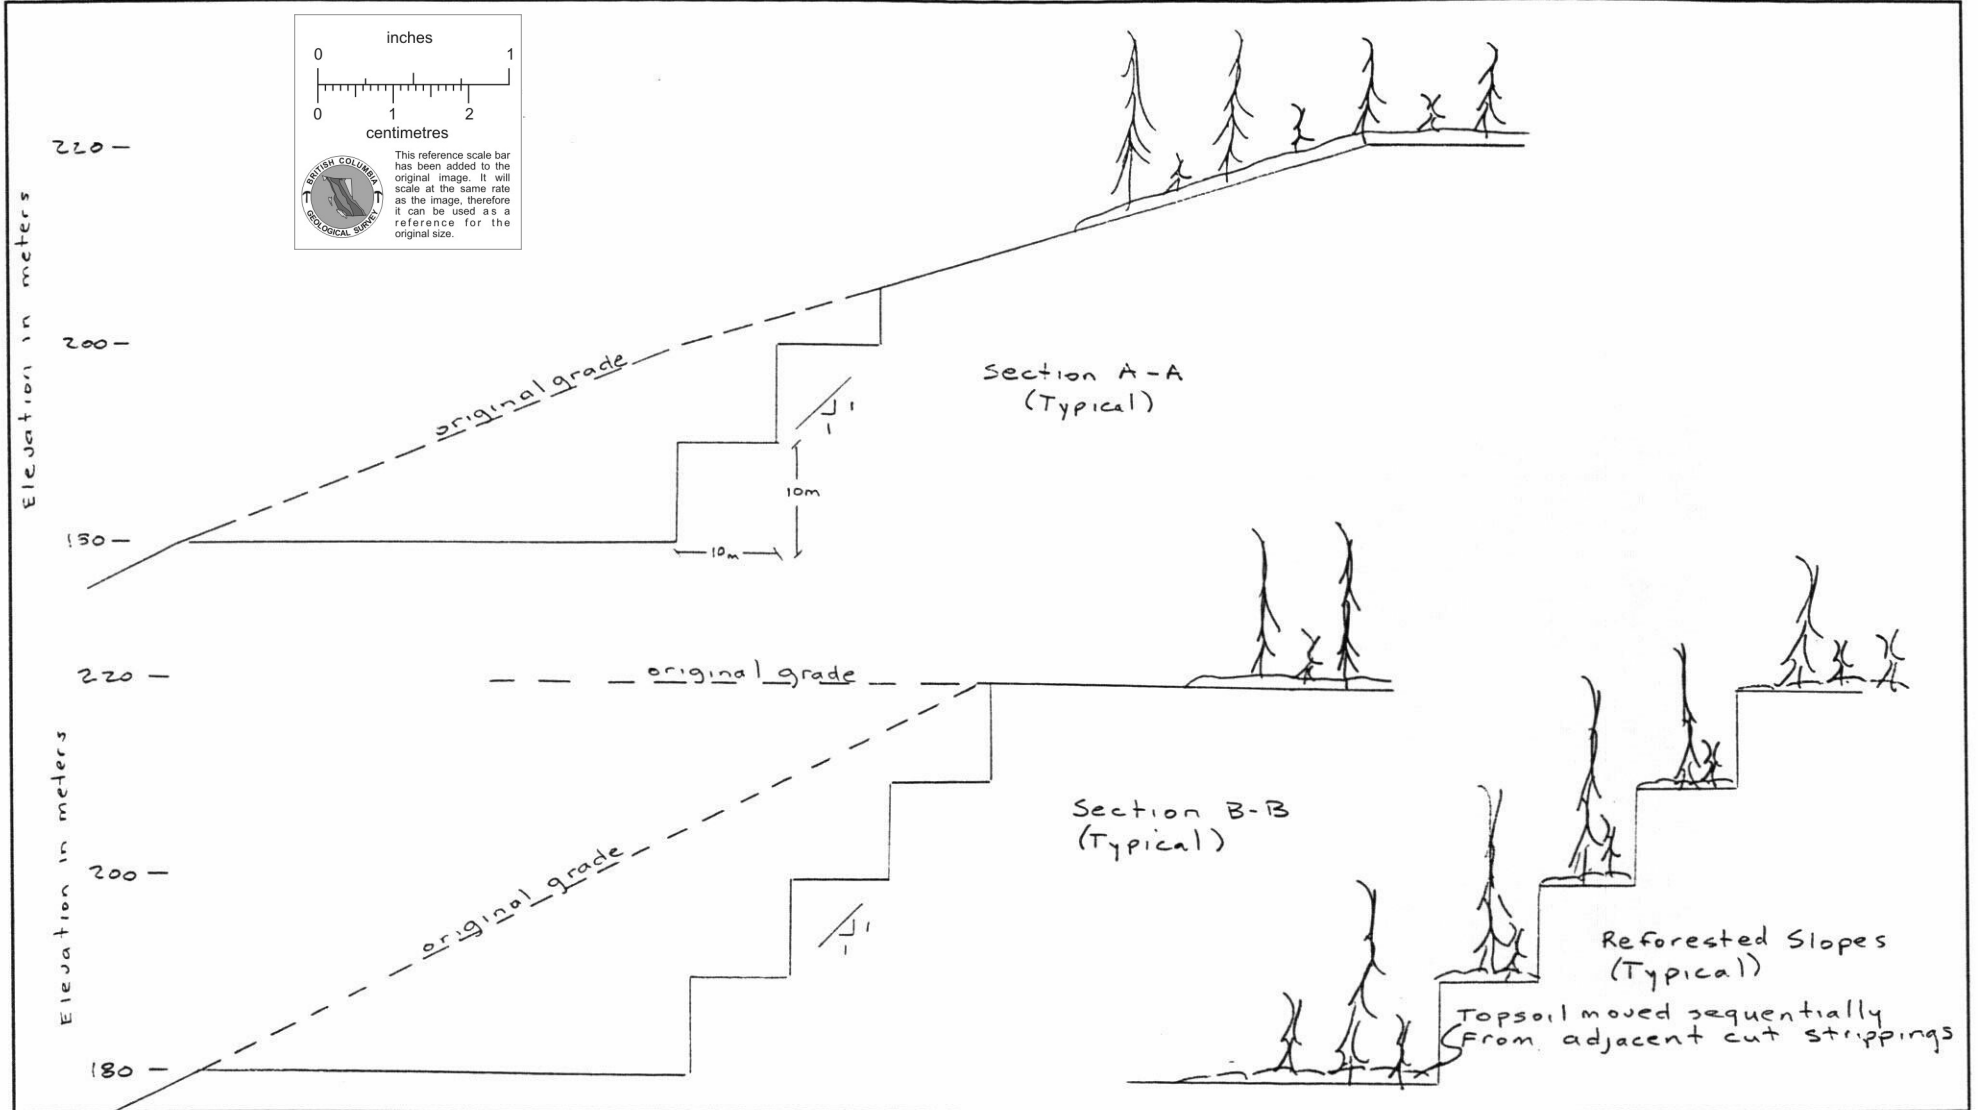 inches
0 1
0 1 2
centimetres
BRITISH COLUMBIA
GEOLOGICAL SURVEY
This reference scale bar
has been added to the
original image. It will
scale at the same rate
as the image, therefore
it can be used as a
reference for the
original size.
Elevation in meters
220
200
180
original grade
Section A-A
(Typical)
1
1
10m
10m
Elevation in meters
220
200
180
original grade
original grade
Section B-B
(Typical)
1
1
Reforested Slopes
(Typical)
Topsoil moved sequentially
From adjacent cut strippings